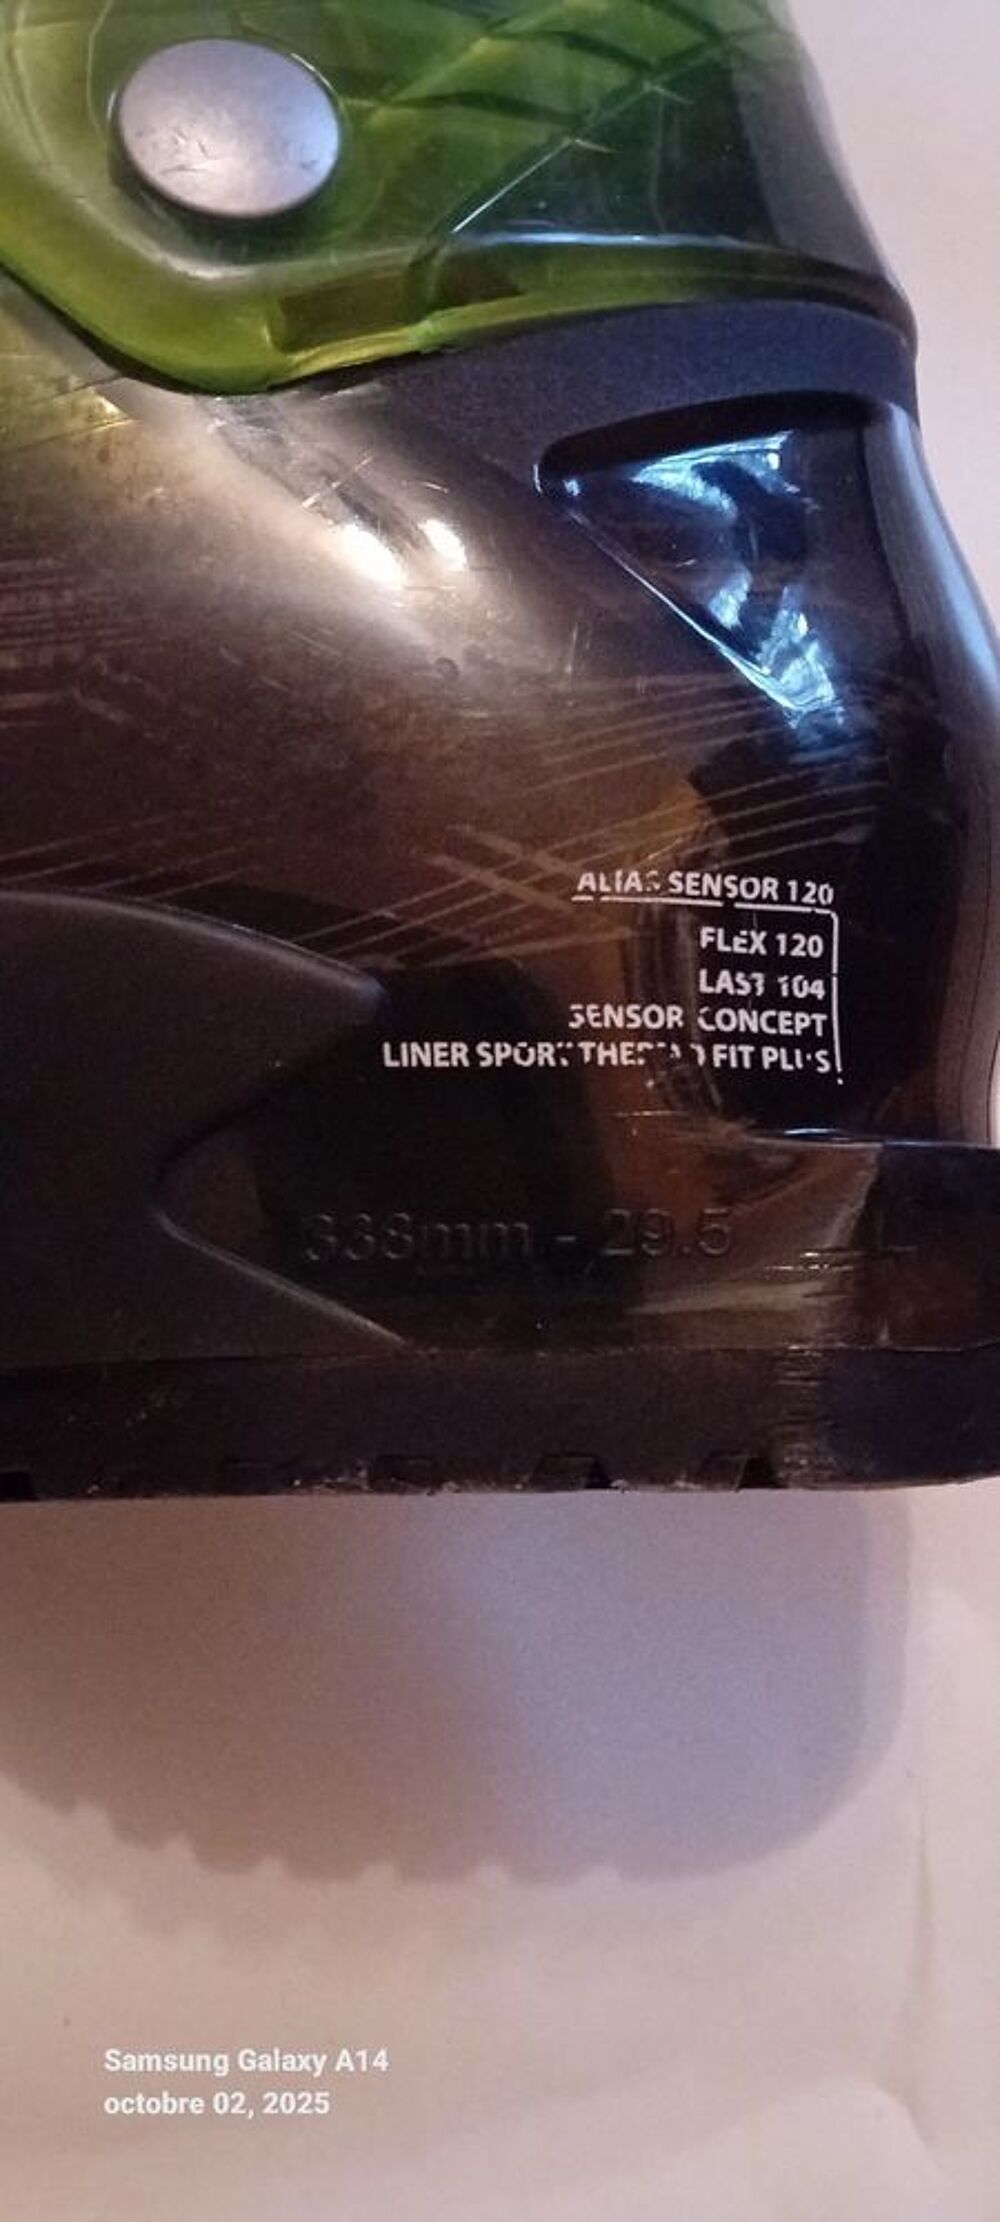 ALIAS SENSOR 120
FLEX 120
LAST 104
SENSOR CONCEPT
LINER SPORT FIT PLUS
338mm - 29.5
Samsung Galaxy A14
octobre 02, 2025